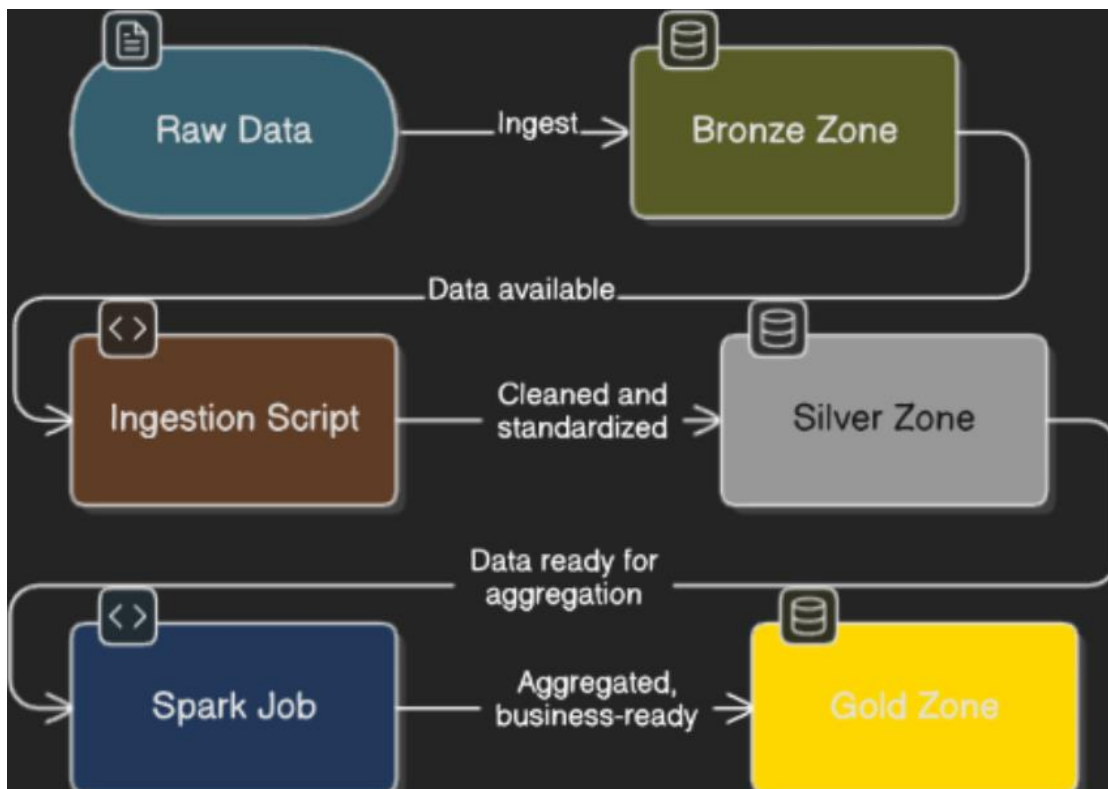 Raw Data
Ingest
Bronze Zone
Data available
Ingestion Script
Cleaned and
standardized
Silver Zone
Data ready for
aggregation
Spark Job
Aggregated,
business-ready
Gold Zone